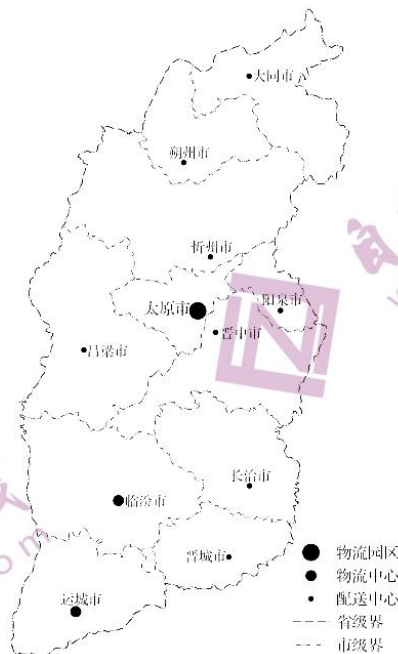 大同市
朔州市
忻州市
太原市
阳泉市
晋中市
吕梁市
长治市
临汾市
晋城市
运城市
物流园区
物流中心
配送中心
省级界
市级界